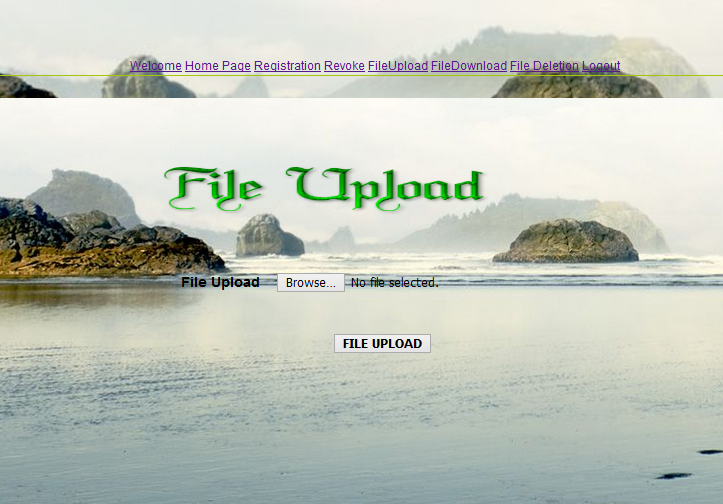 Welcome Home Page Registration Revoke FileUpload FileDownload File Deletion Logout
File Upload
File Upload Browse... No file selected.
FILE UPLOAD